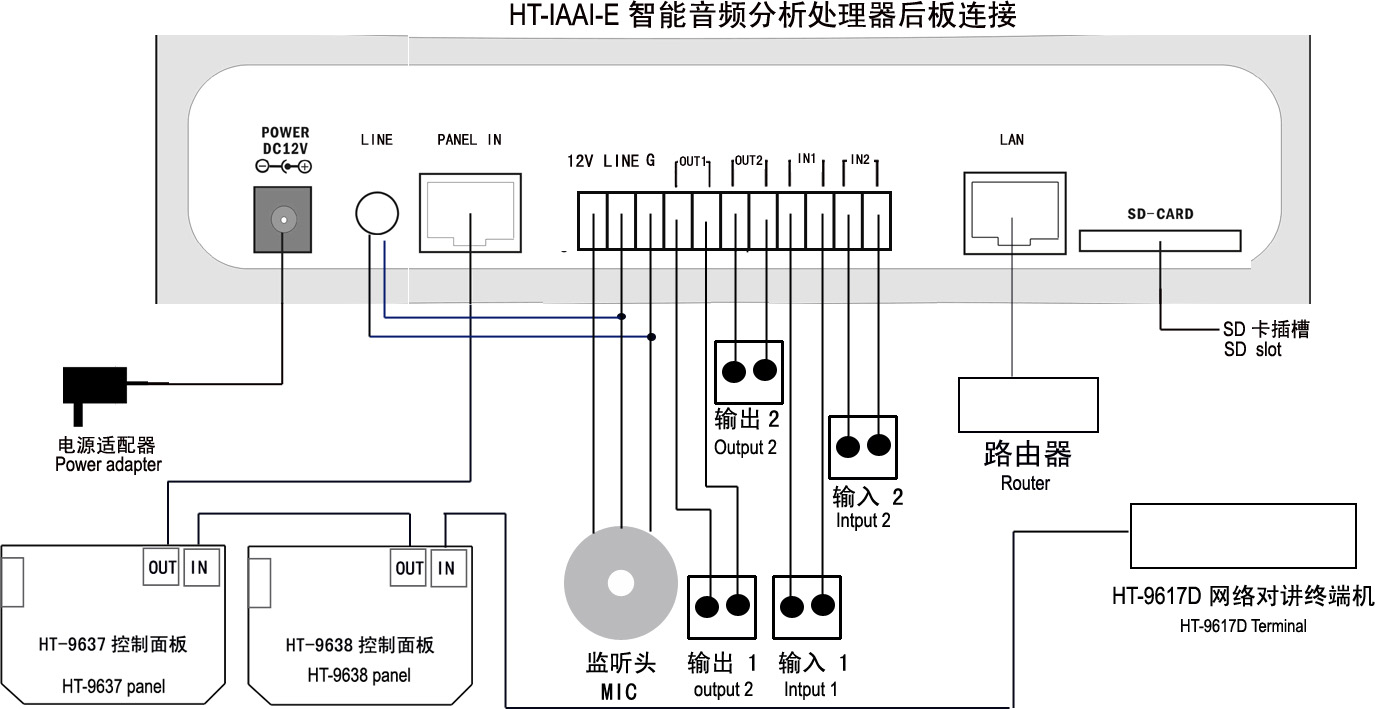 HT-IAAI-E 智能音频分析处理器后板连接
POWER
DC12V
LINE
PANEL IN
12V LINE G
OUT1
OUT2
IN1
IN2
LAN
SD-CARD
SD 卡插槽
SD slot
电源适配器
Power adapter
输出 2
Output 2
输入 2
Intput 2
路由器
Router
OUT
IN
OUT
IN
HT-9637 控制面板
HT-9637 panel
HT-9638 控制面板
HT-9638 panel
监听头
MIC
输出 1
output 2
输入 1
Intput 1
HT-9617D 网络对讲终端机
HT-9617D Terminal